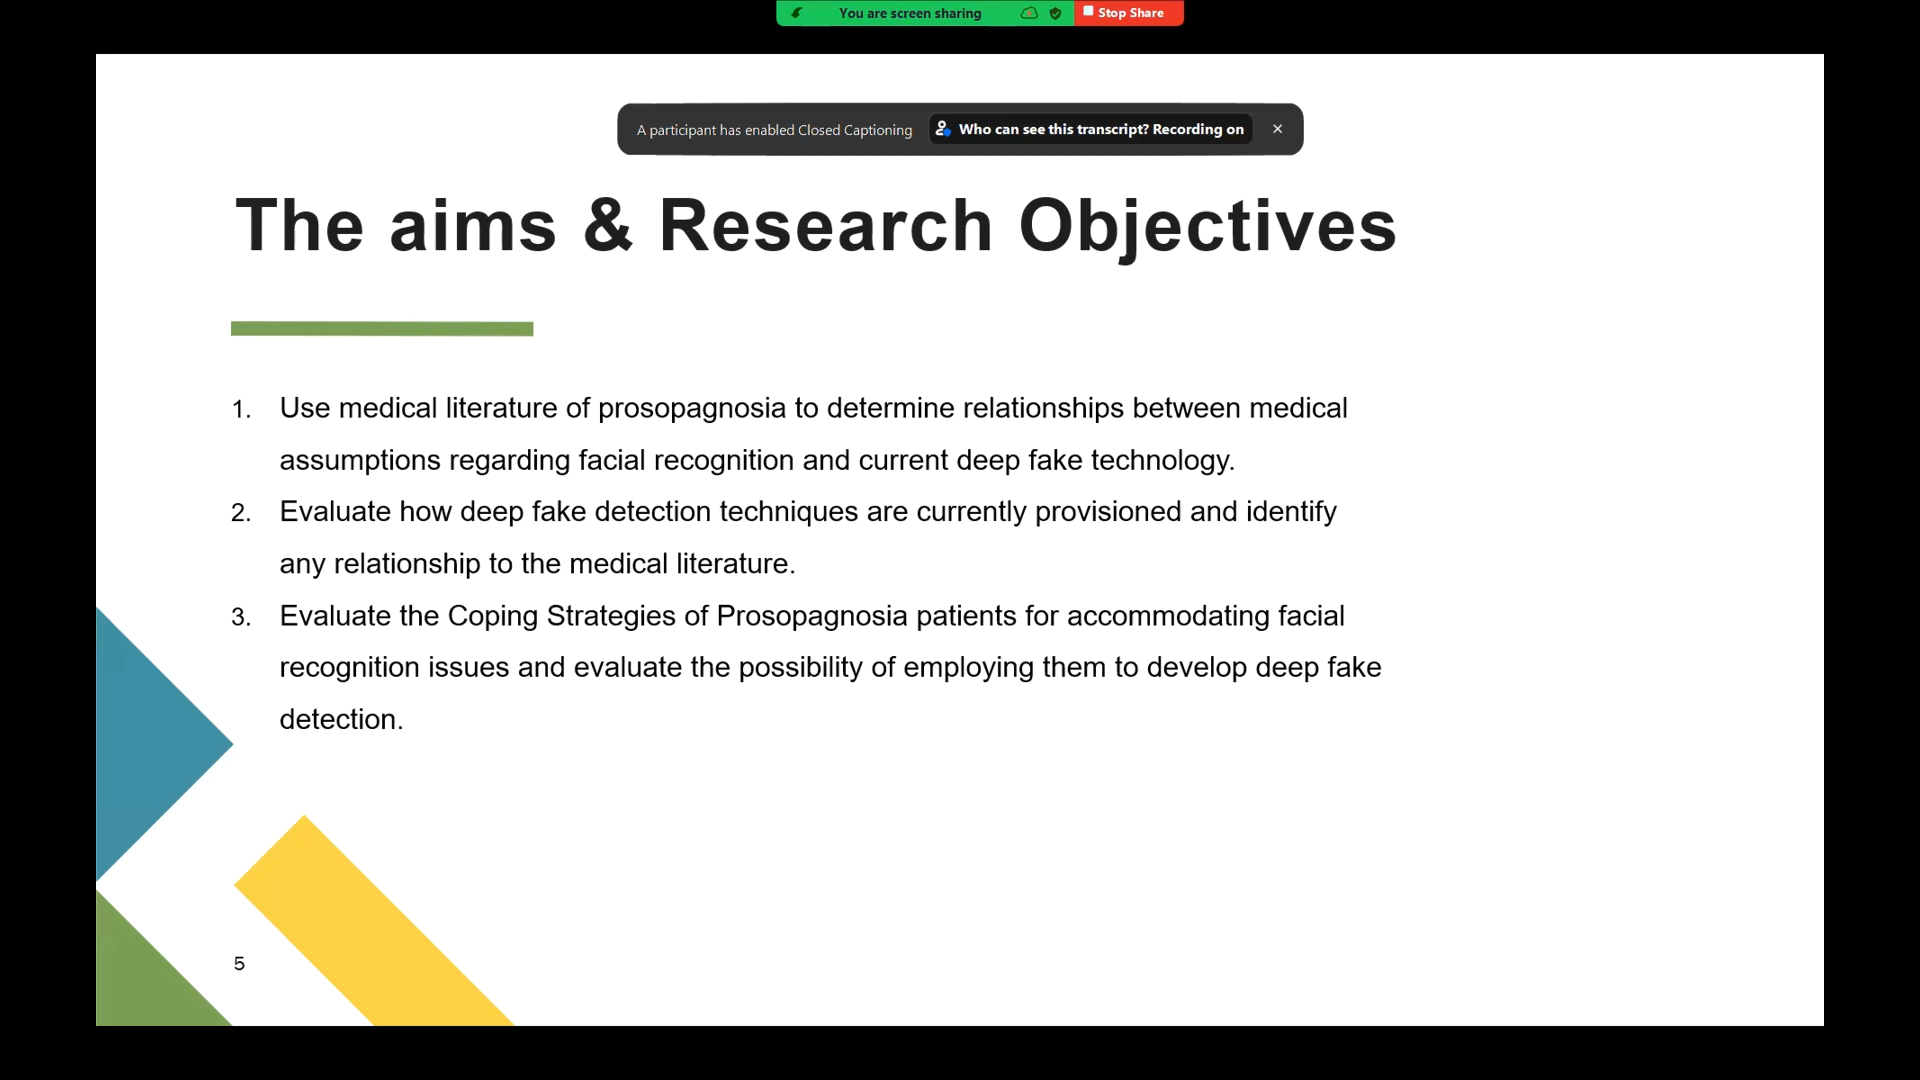 You are screen sharing
Stop Share
A participant has enabled Closed Captioning Who can see this transcript? Recording on
The aims & Research Objectives
1. Use medical literature of prosopagnosia to determine relationships between medical
assumptions regarding facial recognition and current deep fake technology.
2. Evaluate how deep fake detection techniques are currently provisioned and identify
any relationship to the medical literature.
3. Evaluate the Coping Strategies of Prosopagnosia patients for accommodating facial
recognition issues and evaluate the possibility of employing them to develop deep fake
detection.
5